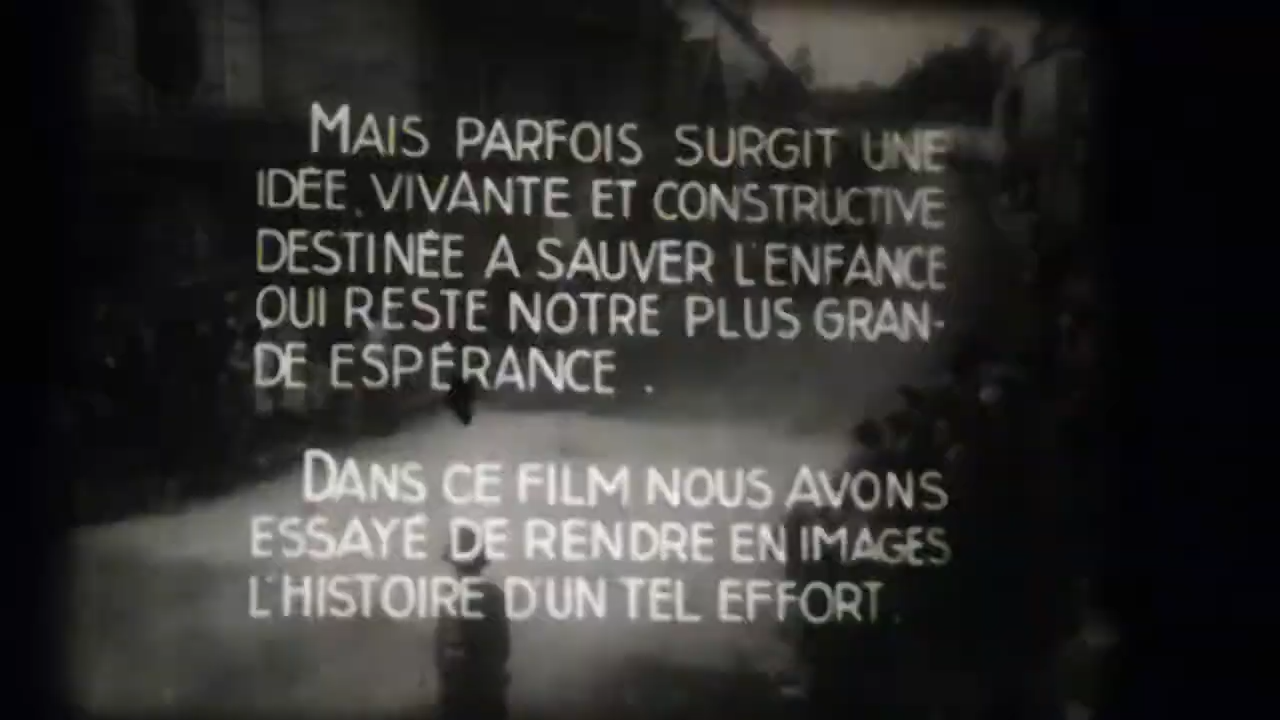 MAIS PARFOIS SURGIT UNE
IDÉE VIVANTE ET CONSTRUCTIVE
DESTINÉE A SAUVER L'ENFANCE
QUI RESTE NOTRE PLUS GRAN-
DE ESPÉRANCE .
DANS CE FILM NOUS AVONS
ESSAYÉ DE RENDRE EN IMAGES
L'HISTOIRE D'UN TEL EFFORT .